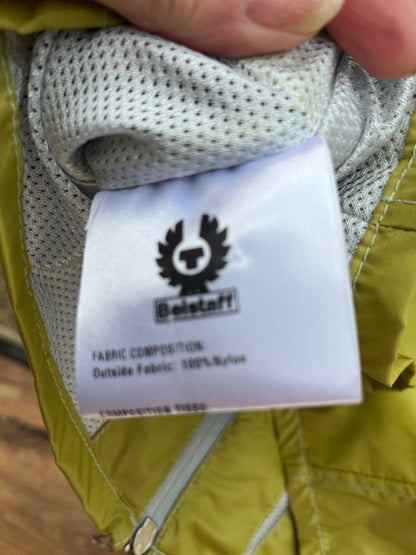 Belstaff
FABRIC COMPOSITION
Outside Fabric: 100% Nylon
COMPOSITION TISSU